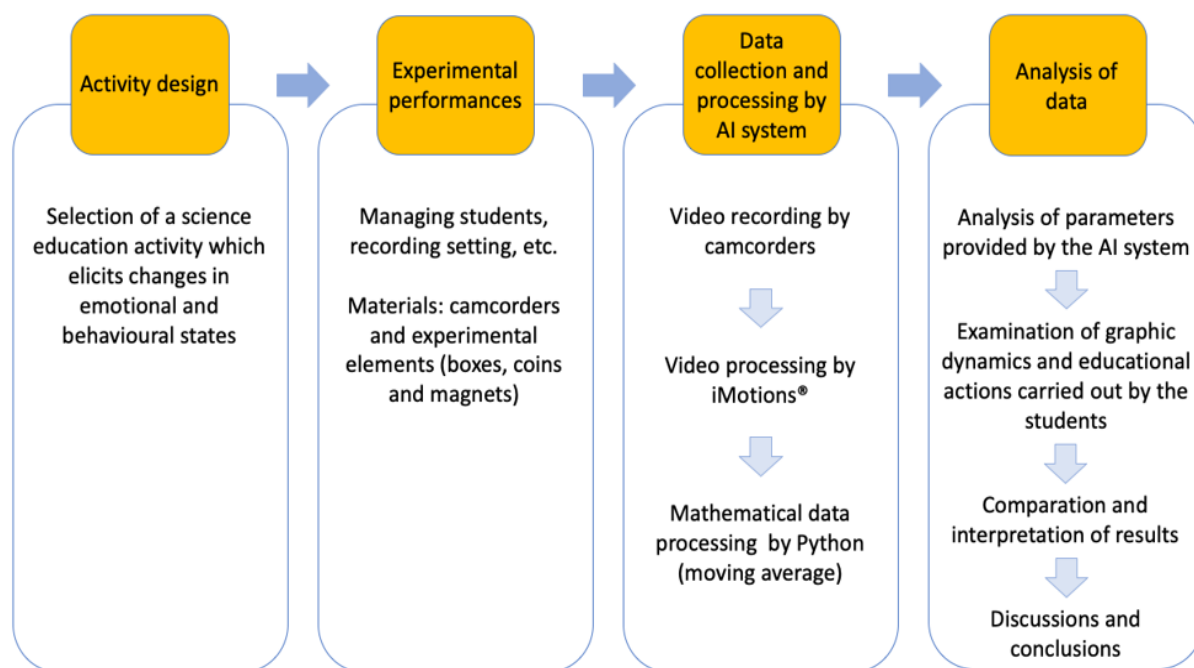 Activity design
Selection of a science
education activity which
elicits changes in
emotional and
behavioural states
Experimental
performances
Managing students,
recording setting, etc.
Materials: camcorders
and experimental
elements (boxes, coins
and magnets)
Data
collection and
processing by
AI system
Video recording by
camcorders
Video processing by
iMotions®
Mathematical data
processing by Python
(moving average)
Analysis of
data
Analysis of parameters
provided by the AI system
Examination of graphic
dynamics and educational
actions carried out by the
students
Comparation and
interpretation of results
Discussions and
conclusions